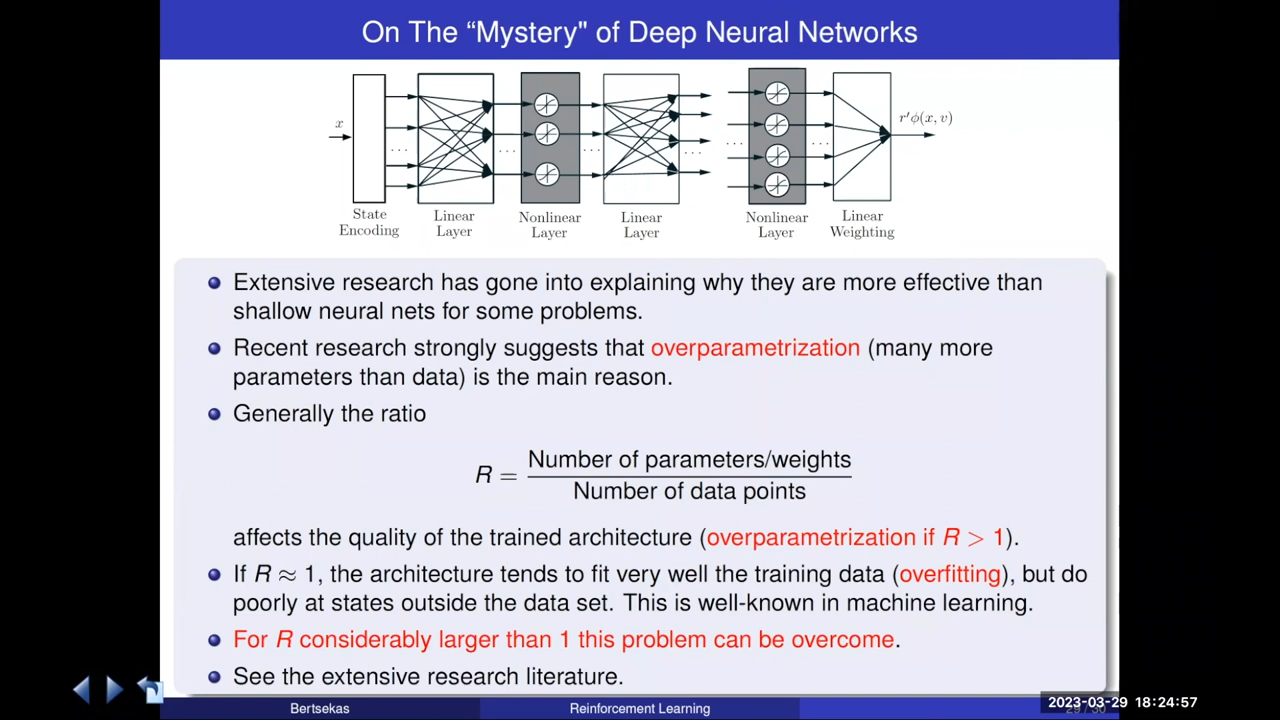 On The “Mystery" of Deep Neural Networks
x
. . .
. . .
. . .
. . .
. . .
. . .
r′ϕ(x, v)
State
Encoding
Linear
Layer
Nonlinear
Layer
Linear
Layer
Nonlinear
Layer
Linear
Weighting
Extensive research has gone into explaining why they are more effective than
shallow neural nets for some problems.
Recent research strongly suggests that overparametrization (many more
parameters than data) is the main reason.
Generally the ratio
R = Number of parameters/weights
Number of data points
affects the quality of the trained architecture (overparametrization if R > 1).
If R ≈ 1, the architecture tends to fit very well the training data (overfitting), but do
poorly at states outside the data set. This is well-known in machine learning.
For R considerably larger than 1 this problem can be overcome.
See the extensive research literature.
Bertsekas
Reinforcement Learning
2023-03-29 18:24:57